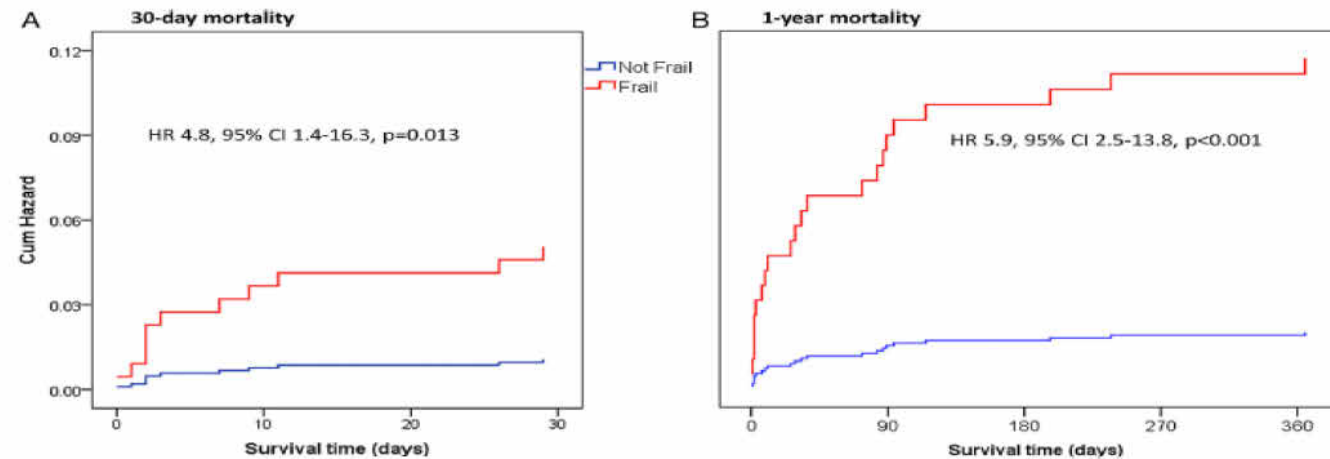 A 30-day mortality
B 1-year mortality
0.12
0.09
0.06
0.03
0.00
Cum Hazard
Not Frail
Frail
HR 4.8, 95% CI 1.4-16.3, p=0.013
HR 5.9, 95% CI 2.5-13.8, p<0.001
0 10 20 30
Survival time (days)
0 90 180 270 360
Survival time (days)